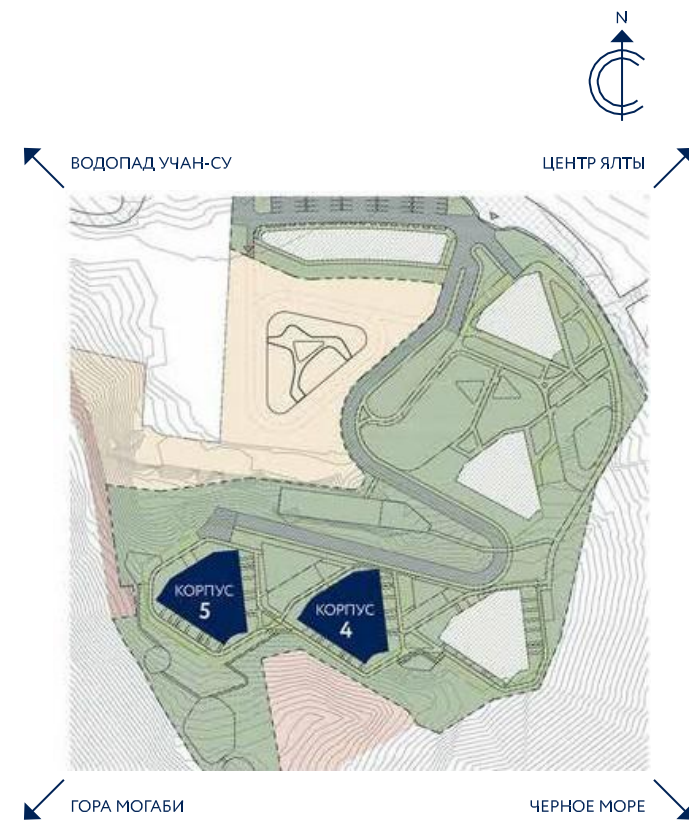 N
ВОДОПАД УЧАН-СУ
ЦЕНТР ЯЛТЫ
КОРПУС
5
КОРПУС
4
ГОРА МОГАБИ
ЧЕРНОЕ МОРЕ